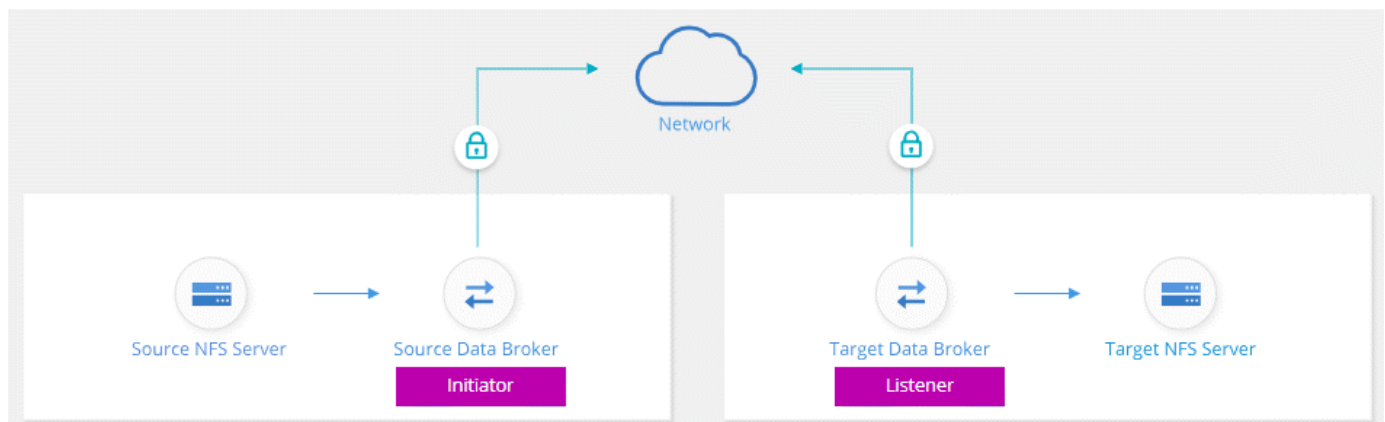 Network
Source NFS Server
Source Data Broker
Target Data Broker
Target NFS Server
Initiator
Listener